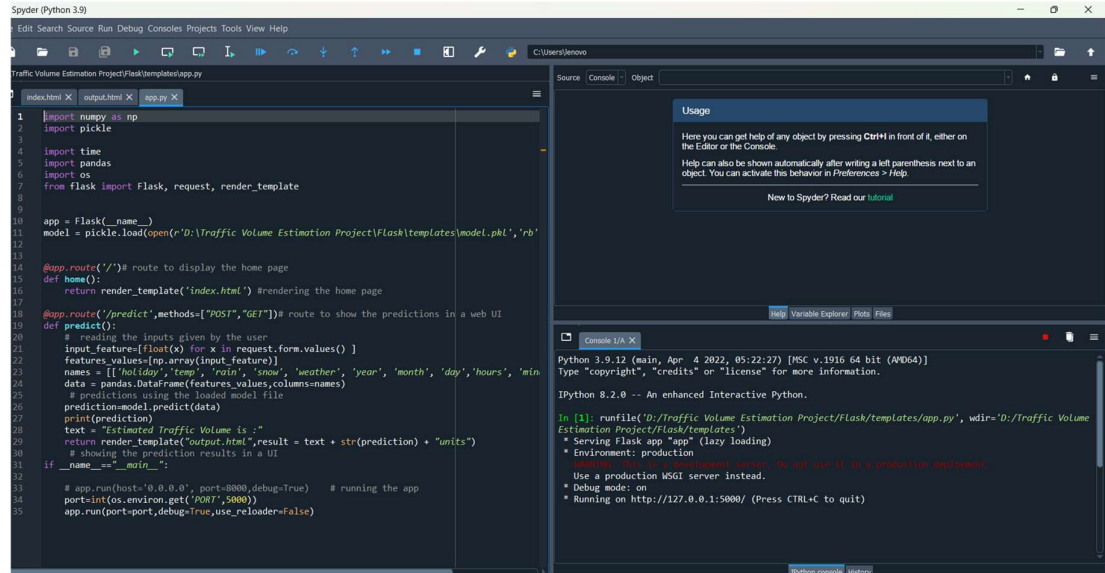 Spyder (Python 3.9)
Edit Search Source Run Debug Consoles Projects Tools View Help
C:\Users\lenovo
Traffic Volume Estimation Project\Flask\templates\app.py
index.html output.html app.py
1 import numpy as np
2 import pickle
3
4 import time
5 import pandas
6 import os
7 from flask import Flask, request, render_template
8
9
10 app = Flask(__name__)
11 model = pickle.load(open(r'D:\Traffic Volume Estimation Project\Flask\templates\model.pkl','rb'
12
13
14 @app.route('/')# route to display the home page
15 def home():
16 return render_template('index.html') #rendering the home page
17
18 @app.route('/predict',methods=["POST","GET"])# route to show the predictions in a web UI
19 def predict():
20 # reading the inputs given by the user
21 input_feature=[float(x) for x in request.form.values() ]
22 features_values=[np.array(input_feature)]
23 names = [['holiday','temp', 'rain', 'snow', 'weather', 'year', 'month', 'day','hours', 'min
24 data = pandas.DataFrame(features_values,columns=names)
25 # predictions using the loaded model file
26 prediction=model.predict(data)
27 print(prediction)
28 text = "Estimated Traffic Volume is :"
29 return render_template("output.html",result = text + str(prediction) + "units")
30 # showing the prediction results in a UI
31 if __name__=="__main__":
32
33 # app.run(host='0.0.0.0', port=8000,debug=True) # running the app
34 port=int(os.environ.get('PORT',5000))
35 app.run(port=port,debug=True,use_reloader=False)
Source Console Object
Usage
Here you can get help of any object by pressing Ctrl+I in front of it, either on
the Editor or the Console.
Help can also be shown automatically after writing a left parenthesis next to an
object. You can activate this behavior in Preferences > Help.
New to Spyder? Read our tutorial
Help Variable Explorer Plots Files
Console 1/A
Python 3.9.12 (main, Apr 4 2022, 05:22:27) [MSC v.1916 64 bit (AMD64)]
Type "copyright", "credits" or "license" for more information.
IPython 8.2.0 -- An enhanced Interactive Python.
In [1]: runfile('D:/Traffic Volume Estimation Project/Flask/templates/app.py', wdir='D:/Traffic Volume
Estimation Project/Flask/templates')
* Serving Flask app "app" (lazy loading)
* Environment: production
WARNING: This is a development server. Do not use it in a production deployment.
Use a production WSGI server instead.
* Debug mode: on
* Running on http://127.0.0.1:5000/ (Press CTRL+C to quit)
IPython console History